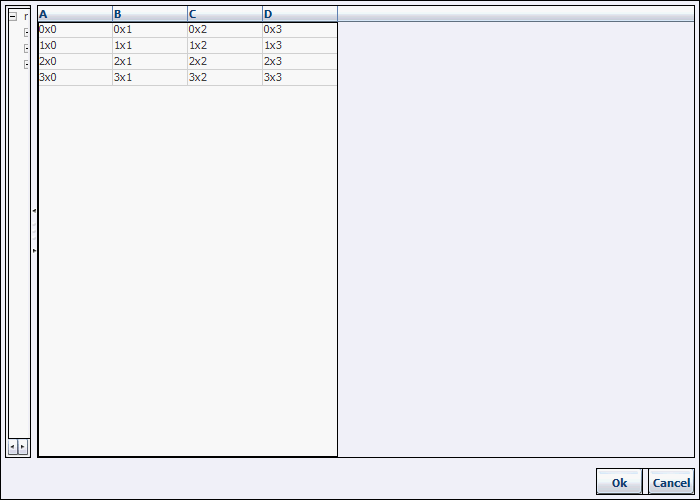 r
A B C D
0x0 0x1 0x2 0x3
1x0 1x1 1x2 1x3
2x0 2x1 2x2 2x3
3x0 3x1 3x2 3x3
Ok Cancel